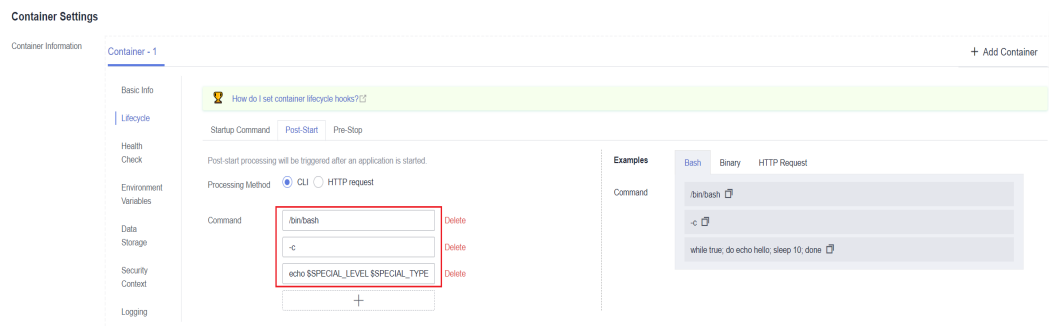 Container Settings
Container Information
Container - 1
+ Add Container
Basic Info
Lifecycle
Health
Check
Environment
Variables
Data
Storage
Security
Context
Logging
How do I set container lifecycle hooks?
Startup Command Post-Start Pre-Stop
Post-start processing will be triggered after an application is started.
Processing Method CLI HTTP request
Command /bin/bash Delete
-c Delete
echo $SPECIAL_LEVEL $SPECIAL_TYPE Delete
+
Examples Bash Binary HTTP Request
Command /bin/bash
-c
while true; do echo hello; sleep 10; done